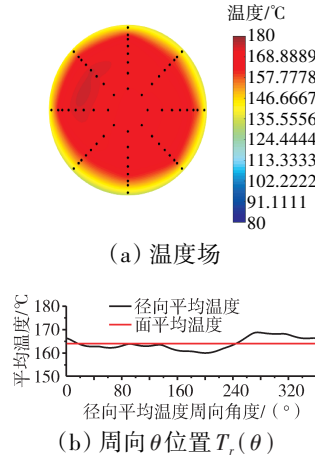 温度/℃
180
168.8889
157.7778
146.6667
135.5556
124.4444
113.3333
102.2222
91.1111
80
(a) 温度场
平均温度/℃
180
170
160
150
径向平均温度
面平均温度
0 80 160 240 320
径向平均温度周向角度/(°)
(b) 周向θ位置Tr(θ)